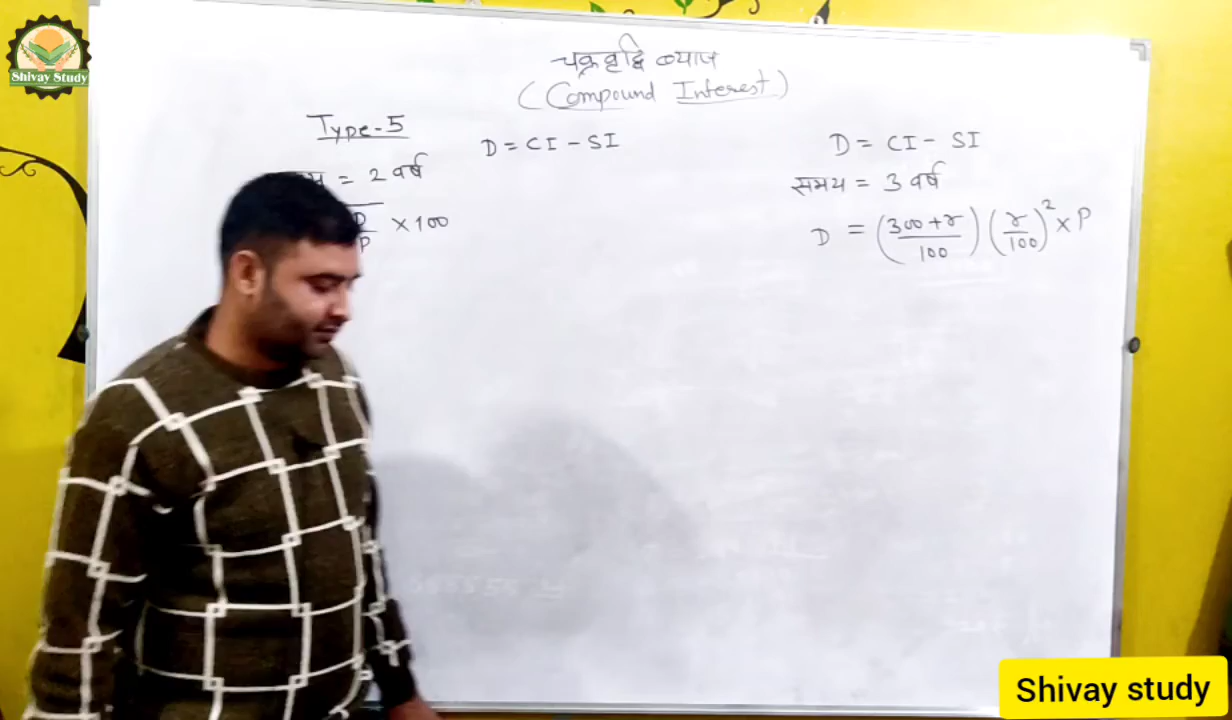 Shivay Study
चक्रवृद्धि ब्याज
(Compound Interest)
Type-5
D = CI - SI
= 2 वर्ष
D/P × 100
D = CI - SI
समय = 3 वर्ष
D = (300+r/100) (r/100)² × P
Shivay study